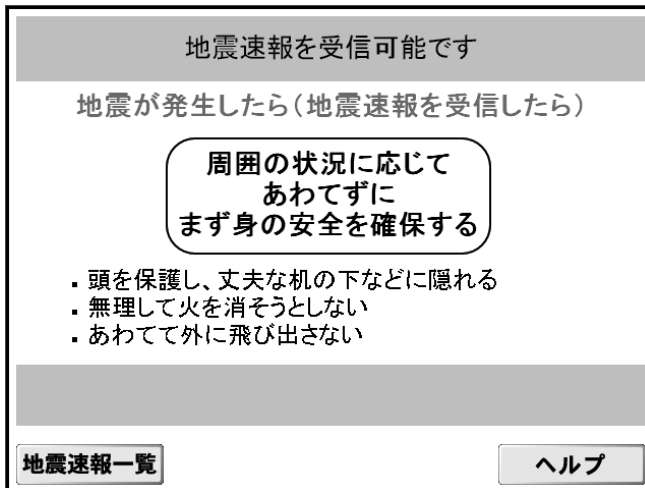 地震速報を受信可能です
地震が発生したら（地震速報を受信したら）
周囲の状況に応じて
あわてずに
まず身の安全を確保する
▪ 頭を保護し、丈夫な机の下などに隠れる
▪ 無理して火を消そうとしない
▪ あわてて外に飛び出さない
地震速報一覧
ヘルプ